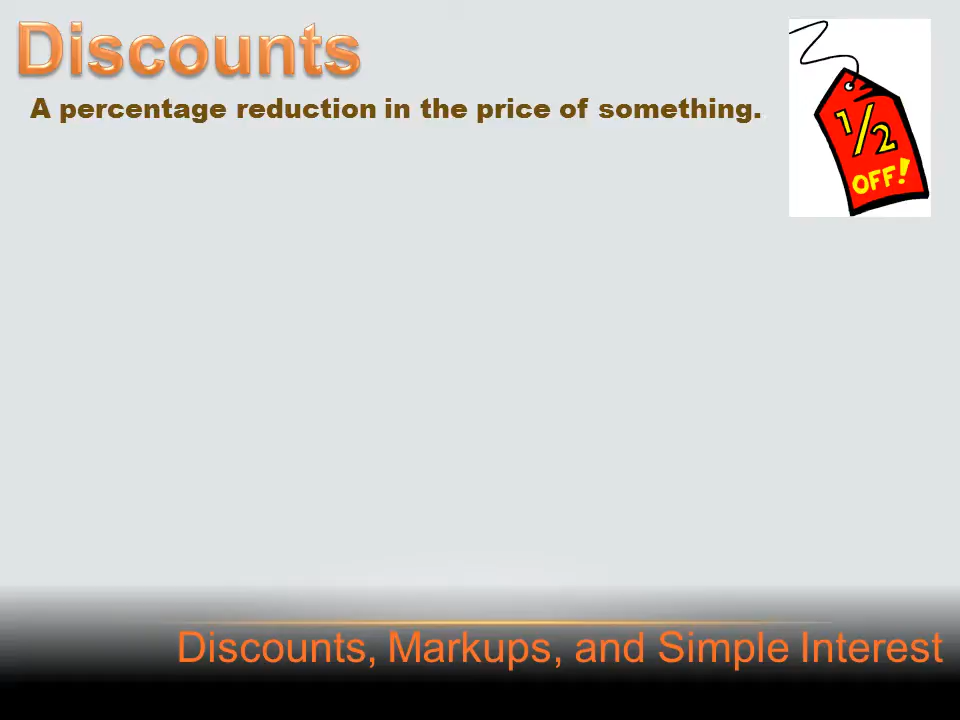 Discounts
A percentage reduction in the price of something.
1/2
OFF!
Discounts, Markups, and Simple Interest